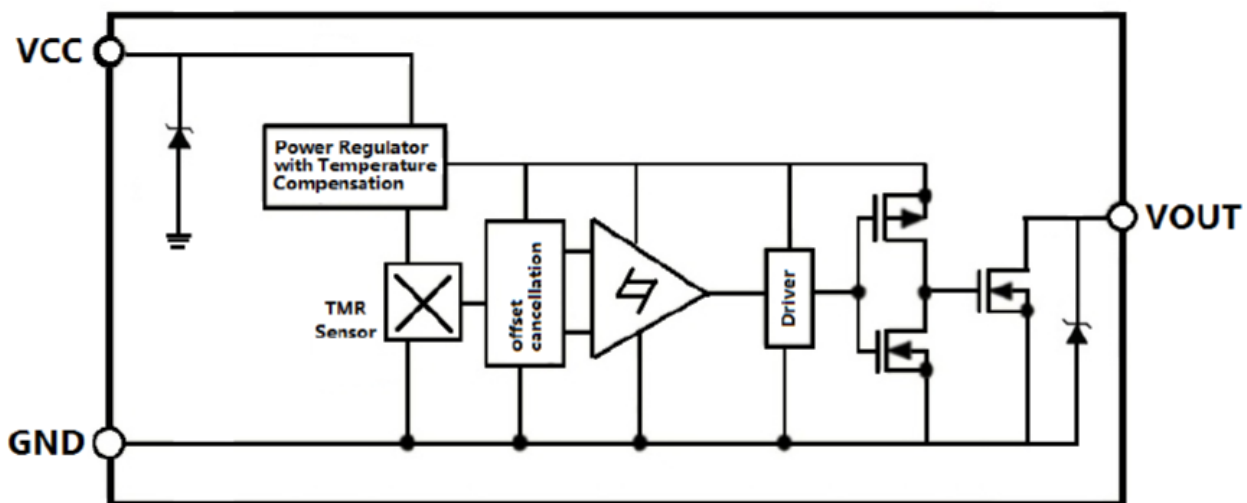 VCC
Power Regulator
with Temperature
Compensation
VOUT
TMR
Sensor
offset
cancellation
Driver
GND